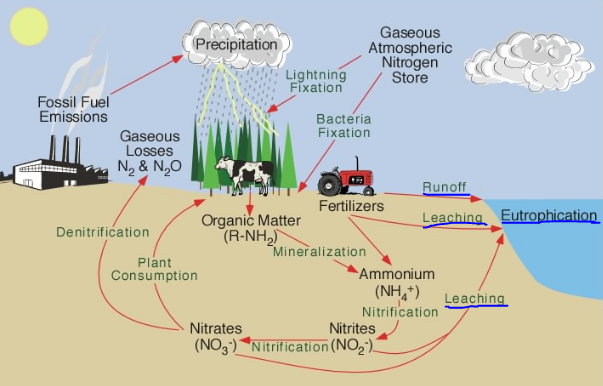 Precipitation
Gaseous
Atmospheric
Nitrogen
Store
Lightning
Fixation
Fossil Fuel
Emissions
Gaseous
Losses
N₂ & N₂O
Bacteria
Fixation
Runoff
Fertilizers
Leaching
Eutrophication
Organic Matter
(R-NH₂)
Denitrification
Mineralization
Plant
Consumption
Ammonium
(NH₄⁺)
Leaching
Nitrification
Nitrates
(NO₃-)
Nitrification
Nitrites
(NO₂-)